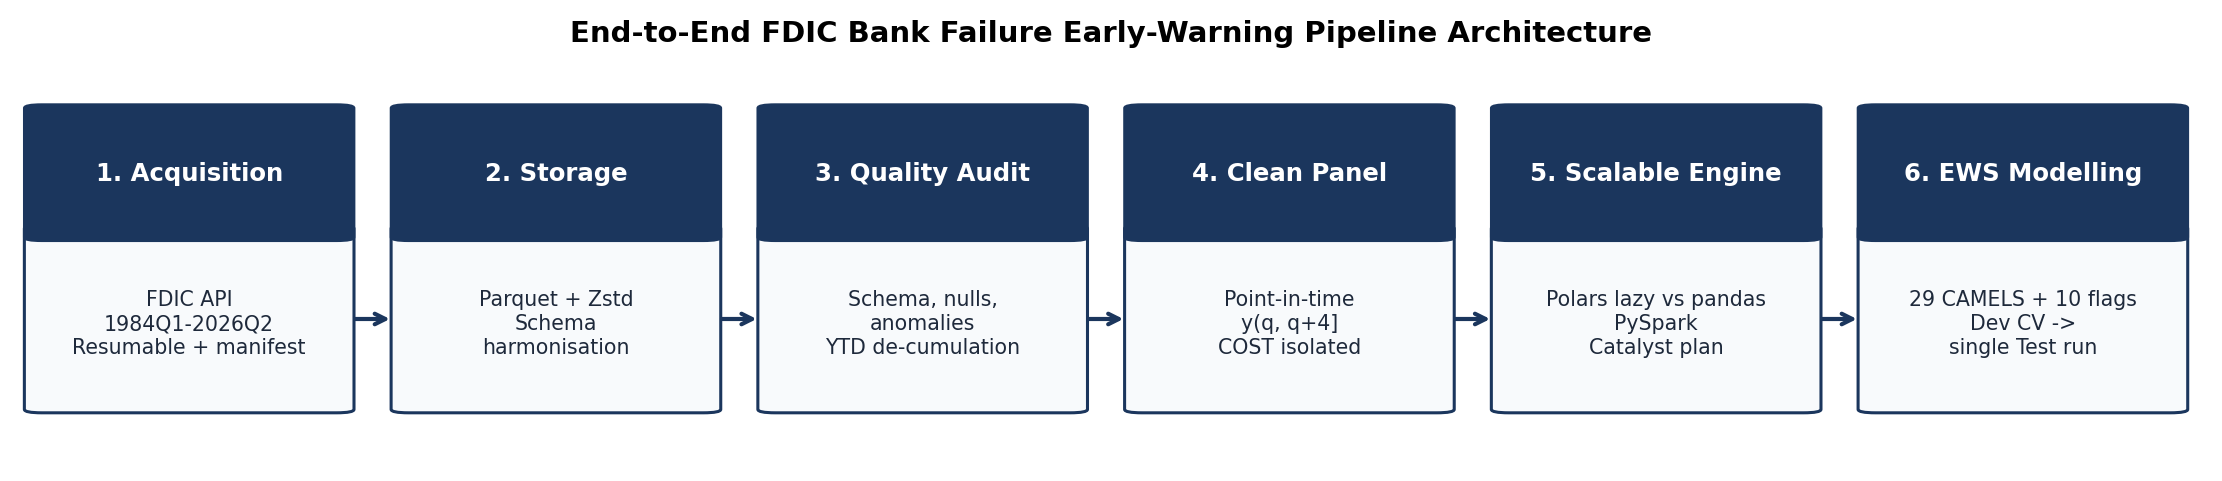 End-to-End FDIC Bank Failure Early-Warning Pipeline Architecture
1. Acquisition
FDIC API
1984Q1-2026Q2
Resumable + manifest
2. Storage
Parquet + Zstd
Schema
harmonisation
3. Quality Audit
Schema, nulls,
anomalies
YTD de-cumulation
4. Clean Panel
Point-in-time
y(q, q+4]
COST isolated
5. Scalable Engine
Polars lazy vs pandas
PySpark
Catalyst plan
6. EWS Modelling
29 CAMELS + 10 flags
Dev CV ->
single Test run